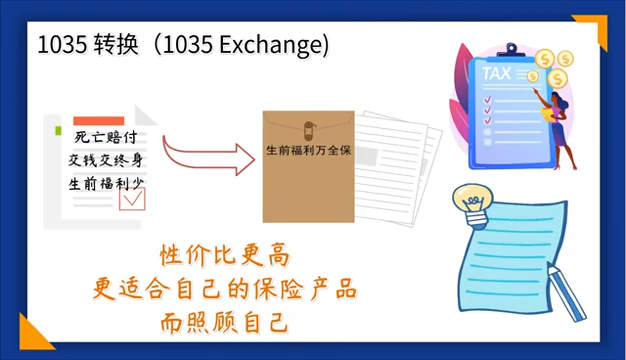 1035 转换（1035 Exchange)
TAX
死亡赔付
交钱交终身
生前福利少
生前福利万全保
性价比更高
更适合自己的保险产品
而照顾自己